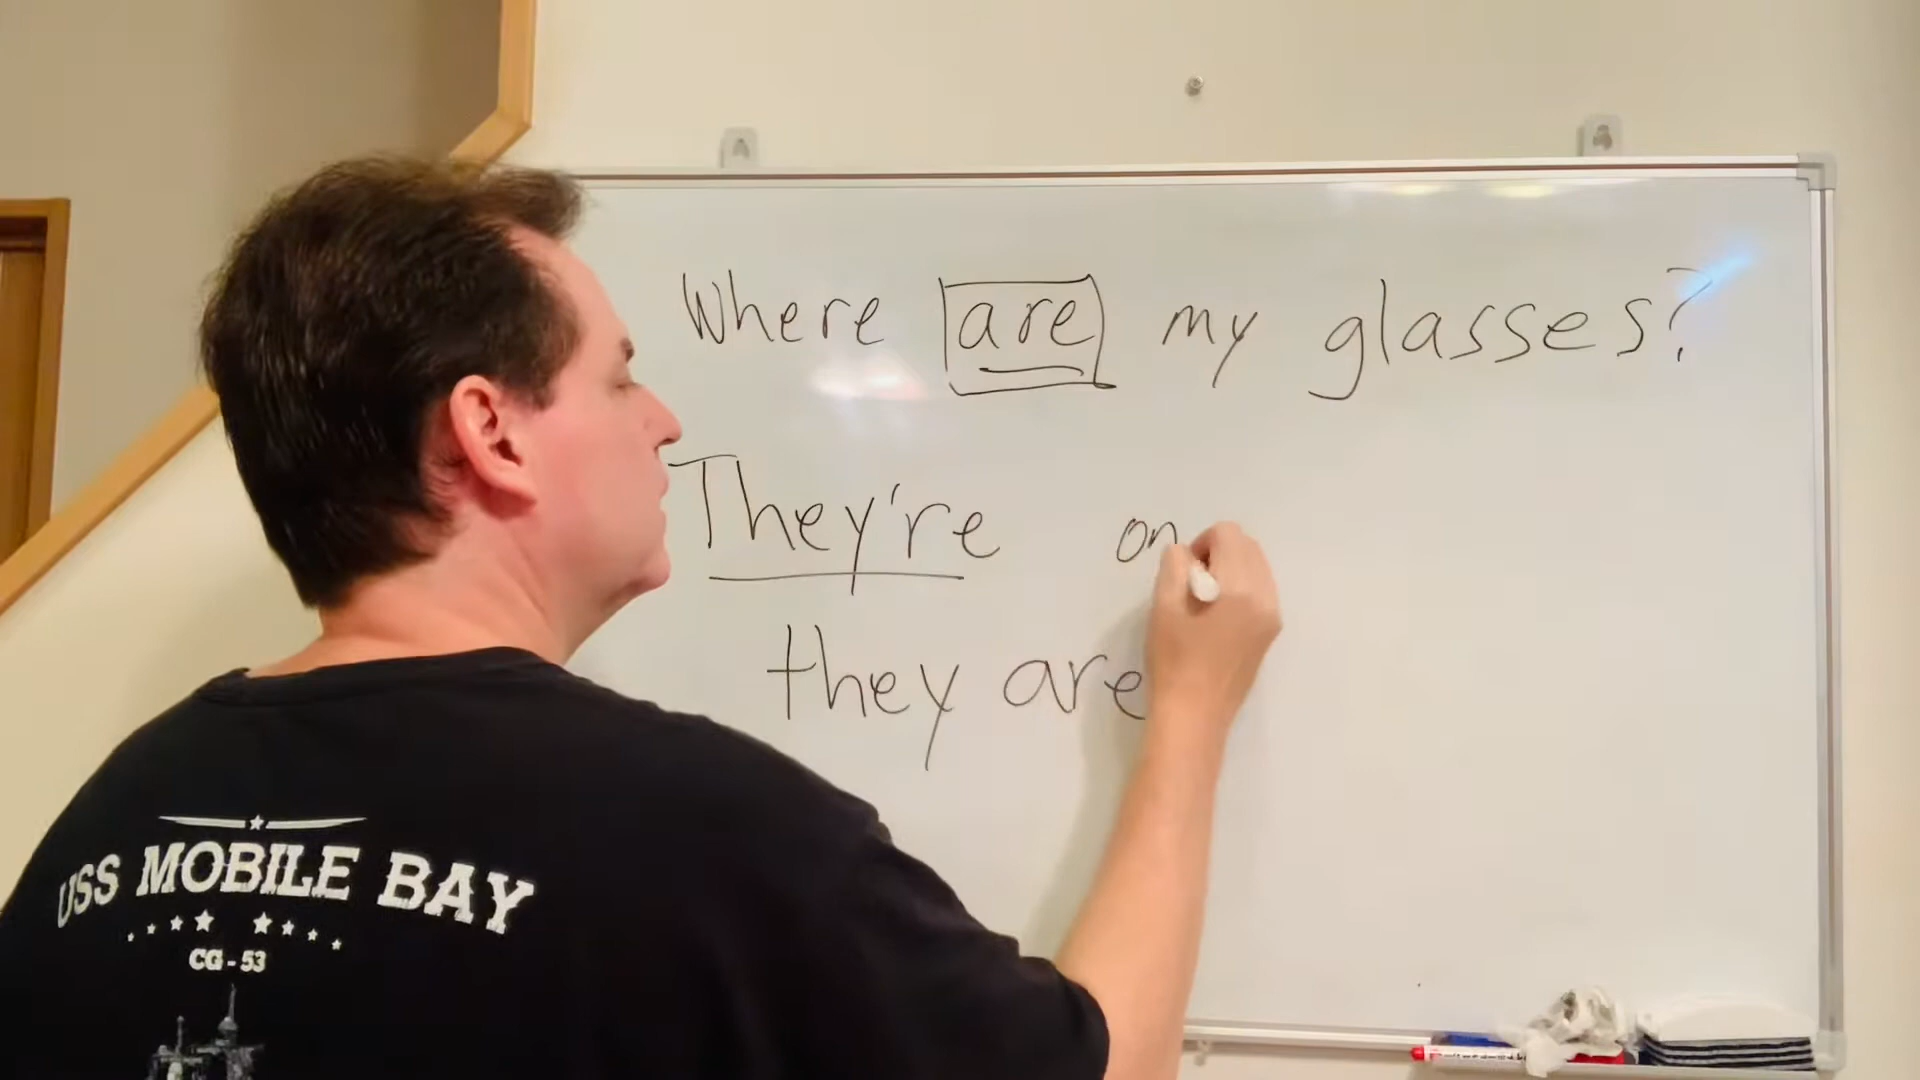 Where are my glasses?
They're on
they are
USS MOBILE BAY
CG-53